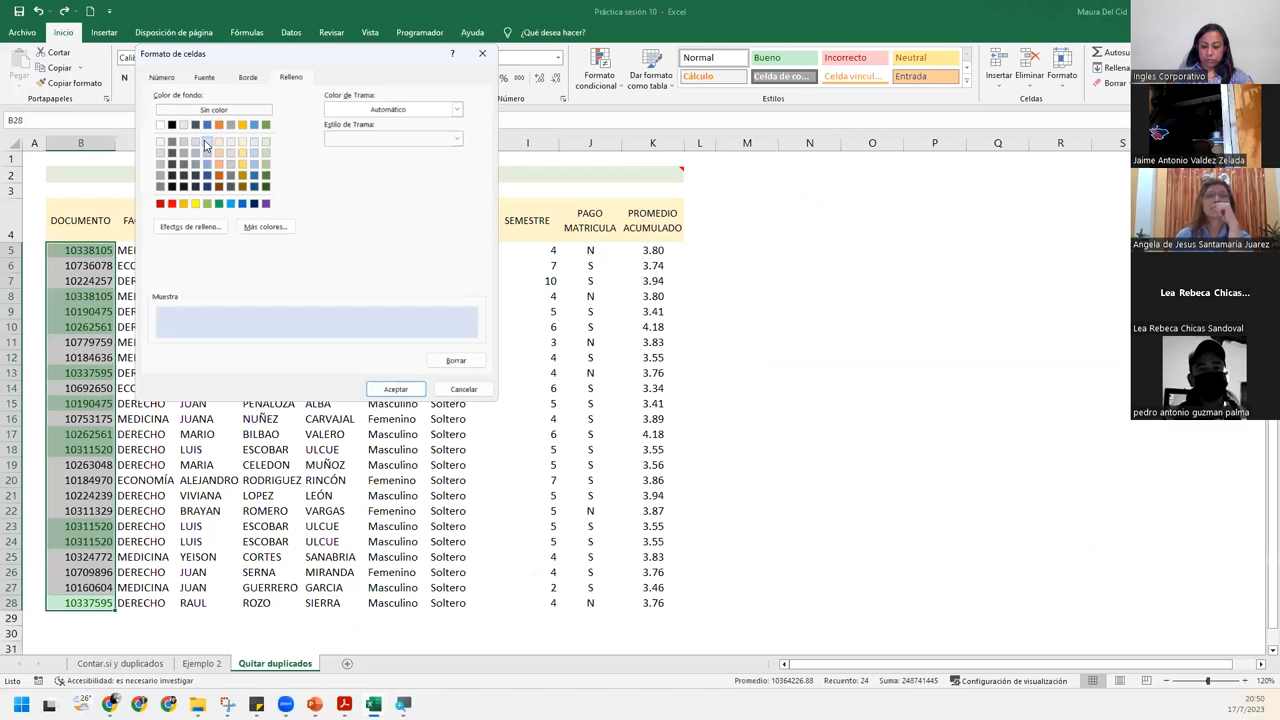 Práctica sesión 10 - Excel
Maura Del Cid
Archivo Inicio Insertar Fórmulas Datos Revisar Vista Programador Ayuda ¿Qué desea hacer?
Cortar
Copiar
Copiar formato
Portapapeles
Formato de celdas ?
Número Fuente Borde Relleno
Color de fondo:
Sin color
Efectos de relleno... Más colores...
Color de Trama:
Automático
Estilo de Trama:
Muestra
Borrar
Aceptar Cancelar
Número
Formato condicional
Dar formato como tabla
Normal Bueno Incorrecto Neutral
Cálculo Celda de co... Celda vincul... Entrada
Estilos
Insertar Eliminar Formato
Celdas
Autosuma
Rellenar
Borrar
B28
A B I J K L M N O P Q R S
DOCUMENTO SEMESTRE PAGO MATRICULA PROMEDIO ACUMULADO
10338105 4 N 3.80
10736078 7 S 3.74
10224257 10 S 3.94
10338105 4 N 3.80
10190475 5 S 3.41
10262561 6 S 4.18
10779759 3 N 3.83
10184636 4 S 3.55
10337595 4 N 3.76
10692650 6 S 3.34
10190475 DERECHO JUAN PEÑALOZA ALBA Masculino Soltero 5 S 3.41
10753175 MEDICINA JUANA NUÑEZ CARVAJAL Femenino Soltero 4 S 3.89
10262561 DERECHO MARIO BILBAO VALERO Masculino Soltero 6 S 4.18
10311520 DERECHO LUIS ESCOBAR ULCUE Masculino Soltero 5 S 3.55
10263048 DERECHO MARIA CELEDON MUÑOZ Masculino Soltero 5 S 3.56
10184970 ECONOMÍA ALEJANDRO RODRIGUEZ RINCÓN Femenino Soltero 7 S 3.86
10224239 DERECHO VIVIANA LOPEZ LEÓN Masculino Soltero 5 S 3.94
10311329 DERECHO BRAYAN ROMERO VARGAS Femenino Soltero 5 N 3.87
10311520 DERECHO LUIS ESCOBAR ULCUE Masculino Soltero 5 S 3.55
10311520 DERECHO LUIS ESCOBAR ULCUE Masculino Soltero 5 S 3.55
10324772 MEDICINA YEISON CORTES SANABRIA Femenino Soltero 4 S 3.83
10709896 DERECHO JUAN SERNA MIRANDA Femenino Soltero 4 S 3.76
10160604 MEDICINA JUAN GUERRERO GARCIA Masculino Soltero 2 S 3.46
10337595 DERECHO RAUL ROZO SIERRA Masculino Soltero 4 N 3.76
Contar.si y duplicados Ejemplo 2 Quitar duplicados
Listo Accesibilidad: es necesario investigar Promedio: 10364226.88 Recuento: 24 Suma: 248741445 Configuración de visualización 120%
26°
20:50
17/7/2023
Ingles Corporativo
Jaime Antonio Valdez Zelada
Angela de Jesus Santamaria Juarez
Lea Rebeca Chicas...
Lea Rebeca Chicas Sandoval
pedro antonio guzman palma